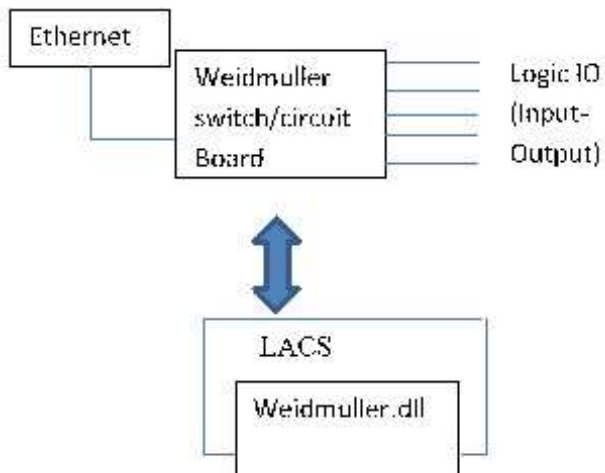 Ethernet
Weidmuller
switch/circuit
Board
Logic IO
(Input-
Output)
LACS
Weidmuller.dll